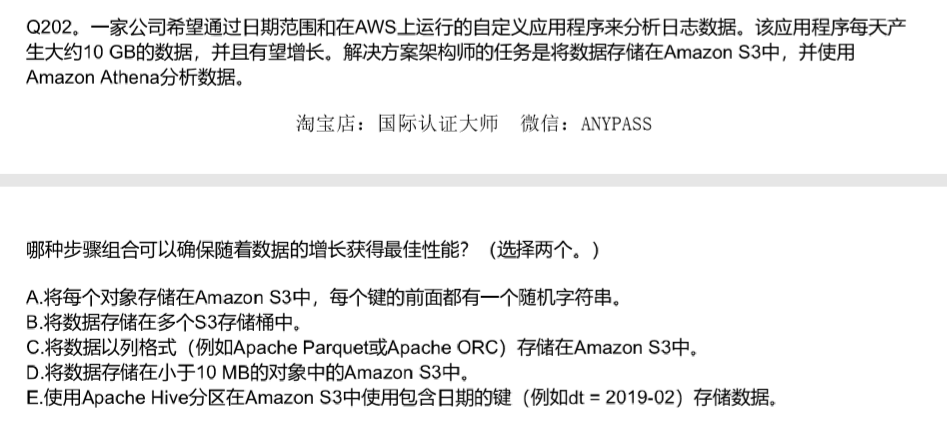 Q202。一家公司希望通过日期范围和在AWS上运行的自定义应用程序来分析日志数据。该应用程序每天产
生大约10 GB的数据，并且有望增长。解决方案架构师的任务是将数据存储在Amazon S3中，并使用
Amazon Athena分析数据。
淘宝店：国际认证大师 微信：ANYPASS
哪种步骤组合可以确保随着数据的增长获得最佳性能？（选择两个。）
A.将每个对象存储在Amazon S3中，每个键的前面都有一个随机字符串。
B.将数据存储在多个S3存储桶中。
C.将数据以列格式（例如Apache Parquet或Apache ORC）存储在Amazon S3中。
D.将数据存储在小于10 MB的对象中的Amazon S3中。
E.使用Apache Hive分区在Amazon S3中使用包含日期的键（例如dt = 2019-02）存储数据。